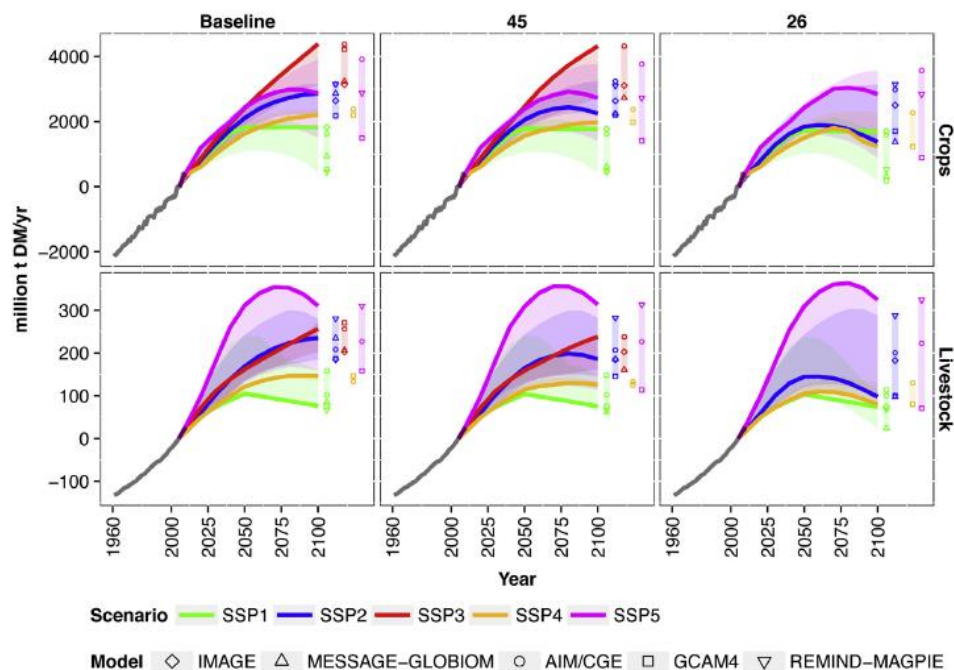 Baseline 45 26
4000
2000
0
−2000
Crops
300
200
100
0
−100
Livestock
million t DM/yr
1960 2000 2025 2050 2075 2100 1960 2000 2025 2050 2075 2100 1960 2000 2025 2050 2075 2100
Year
Scenario SSP1 SSP2 SSP3 SSP4 SSP5
Model IMAGE MESSAGE−GLOBIOM AIM/CGE GCAM4 REMIND−MAGPIE